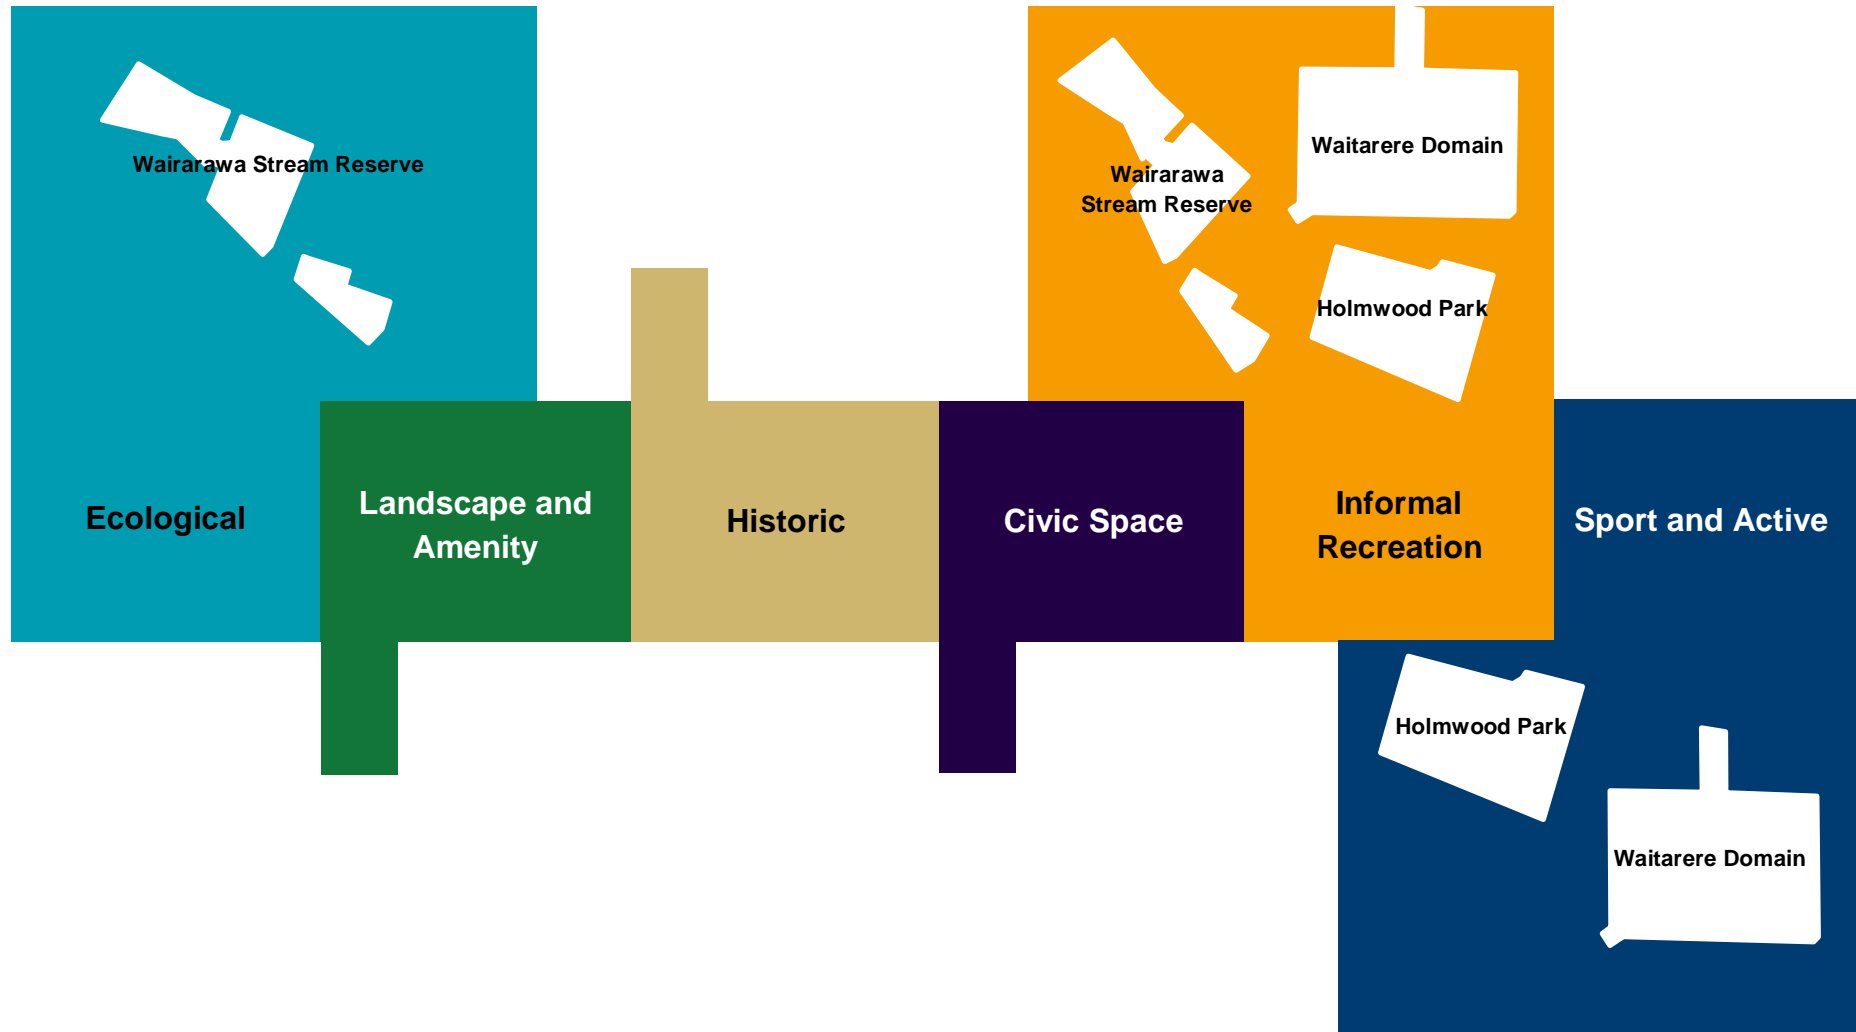 Wairarawa Stream Reserve
Wairarawa
Stream Reserve
Waitarere Domain
Holmwood Park
Ecological
Landscape and
Amenity
Historic
Civic Space
Informal
Recreation
Sport and Active
Holmwood Park
Waitarere Domain